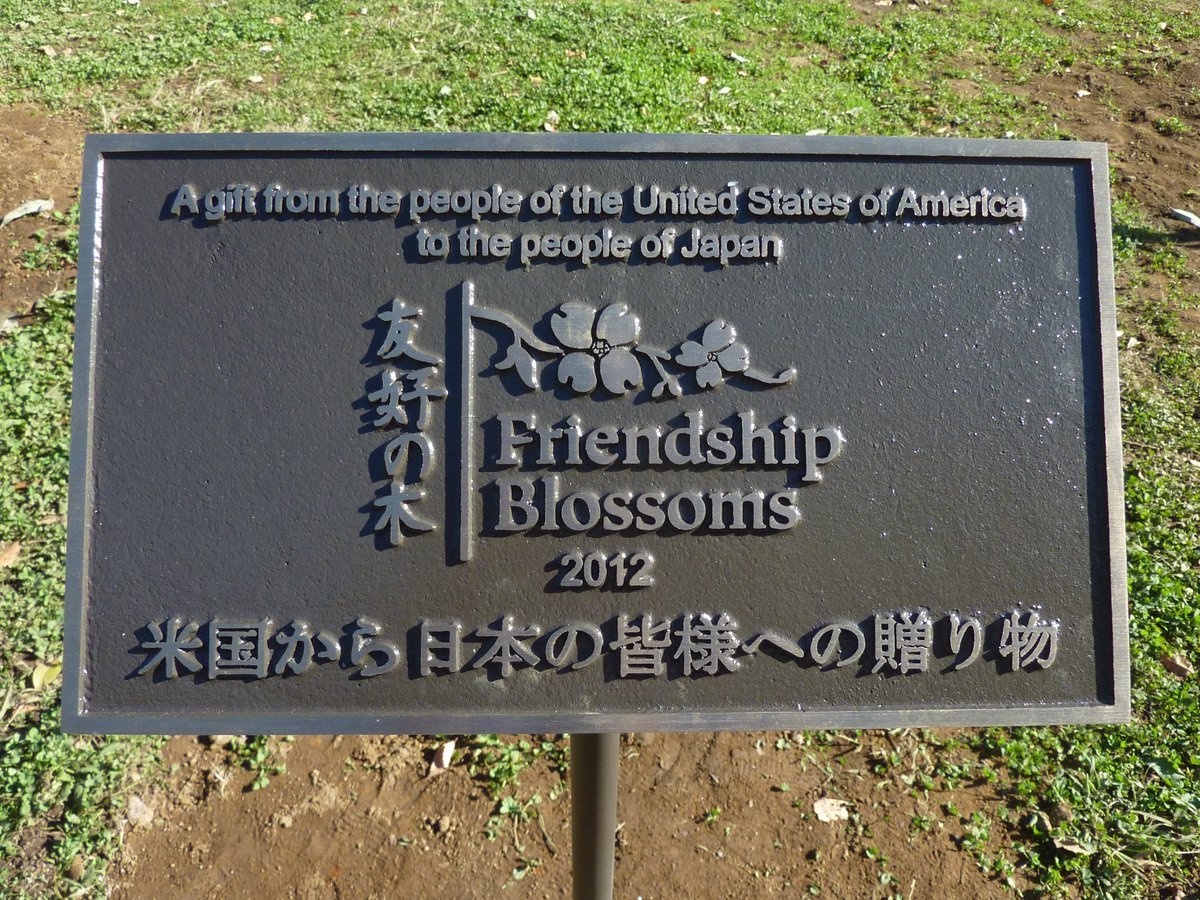 A gift from the people of the United States of America
to the people of Japan
友好の木
Friendship
Blossoms
2012
米国から日本の皆様への贈り物